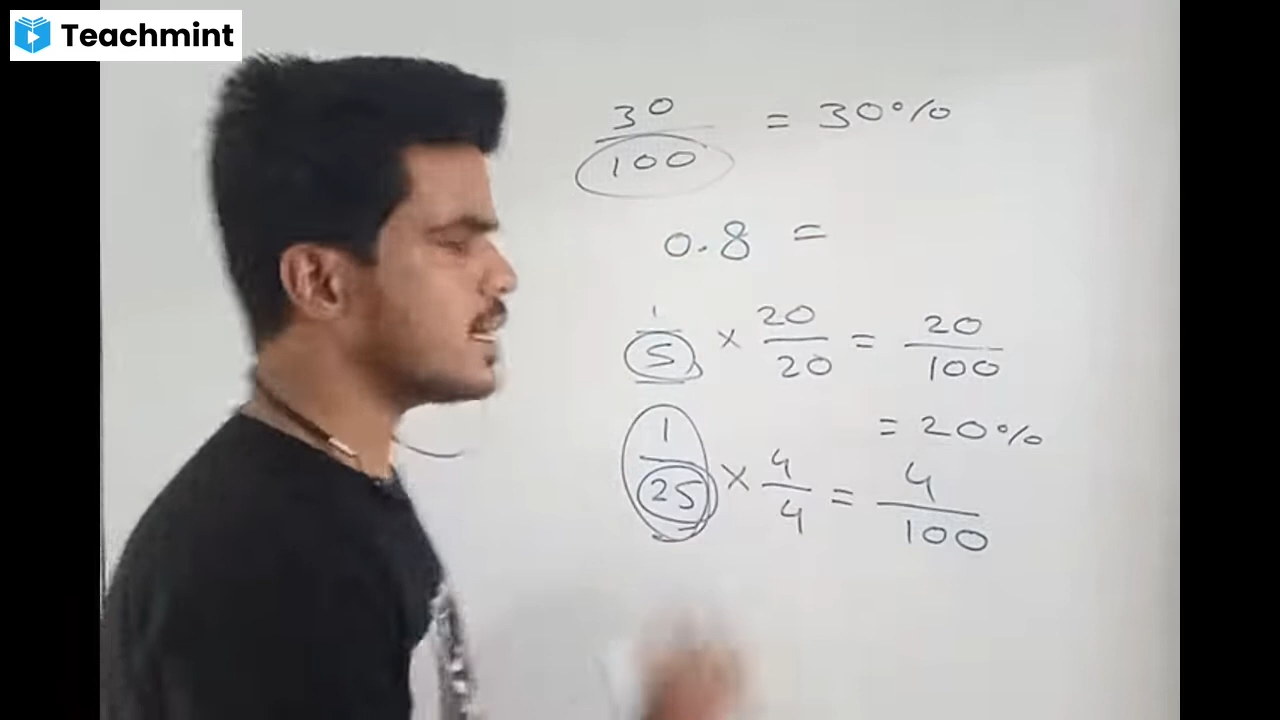 Teachmint
30/100 = 30%
0.8 =
1/5 × 20/20 = 20/100
= 20%
1/25 × 4/4 = 4/100